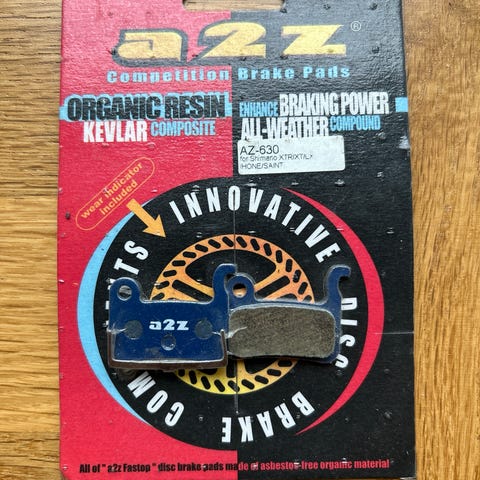 a2z®
Competition Brake Pads
ORGANIC RESIN
KEVLAR COMPOSITE
ENHANCE BRAKING POWER
ALL-WEATHER COMPOUND
AZ-630
for Shimano XTR/XT/LX
/HONE/SAINT
wear indicator
included
INNOVATIVE DISC BRAKE
a2z
All of " a2z Fastop " disc brake pads made of asbestos-free organic material